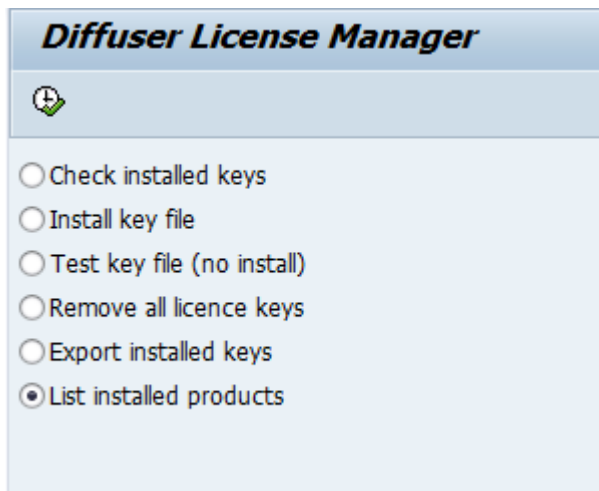 Diffuser License Manager
Check installed keys
Install key file
Test key file (no install)
Remove all licence keys
Export installed keys
List installed products